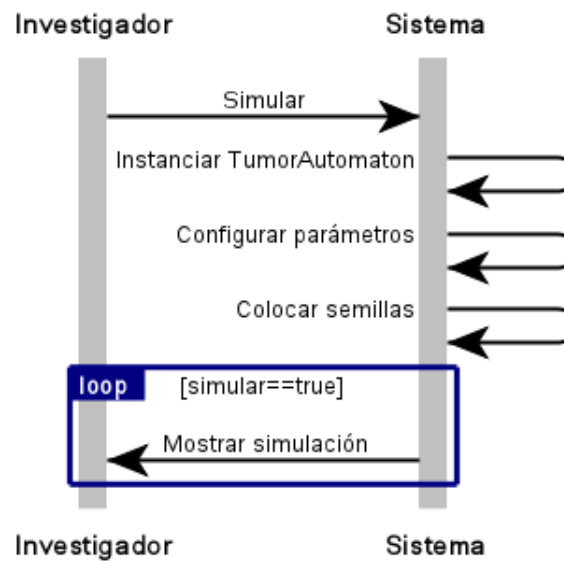 Investigador
Sistema
Simular
Instanciar TumorAutomaton
Configurar parámetros
Colocar semillas
loop
[simular==true]
Mostrar simulación
Investigador
Sistema